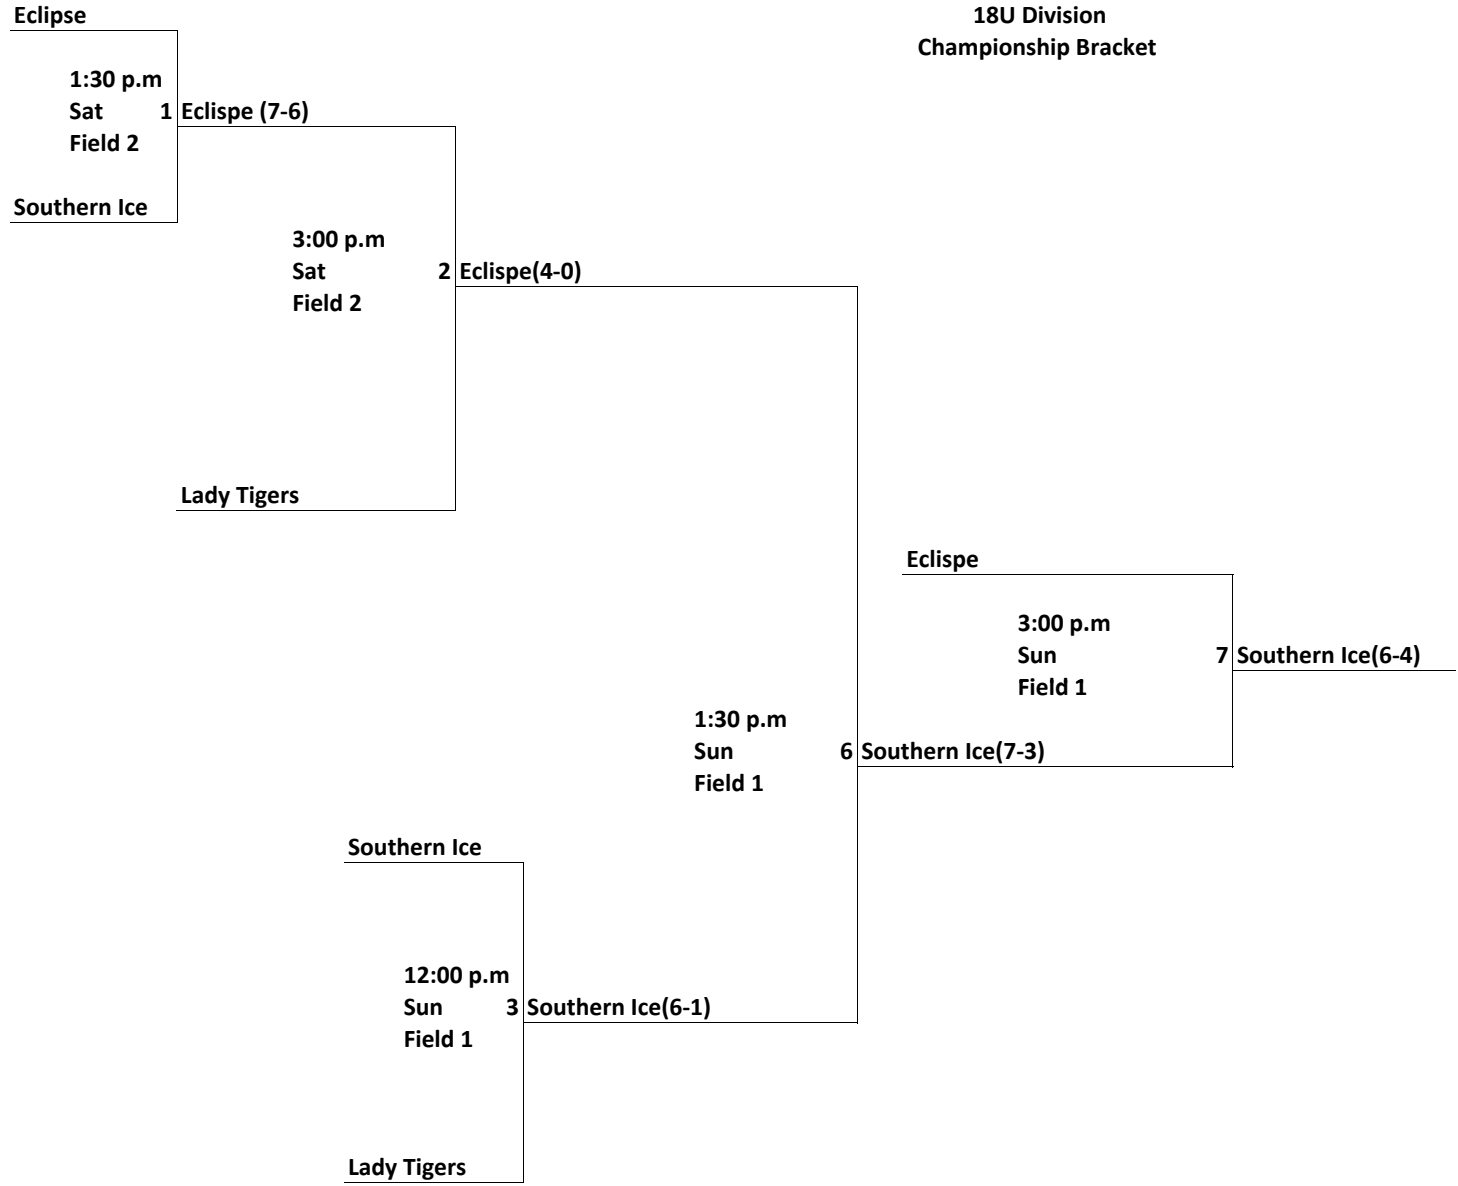 Eclipse
18U Division
Championship Bracket
1:30 p.m
Sat 1 Eclispe (7-6)
Field 2
Southern Ice
3:00 p.m
Sat 2 Eclispe(4-0)
Field 2
Lady Tigers
Eclispe
3:00 p.m
Sun 7 Southern Ice(6-4)
Field 1
1:30 p.m
Sun 6 Southern Ice(7-3)
Field 1
Southern Ice
12:00 p.m
Sun 3 Southern Ice(6-1)
Field 1
Lady Tigers